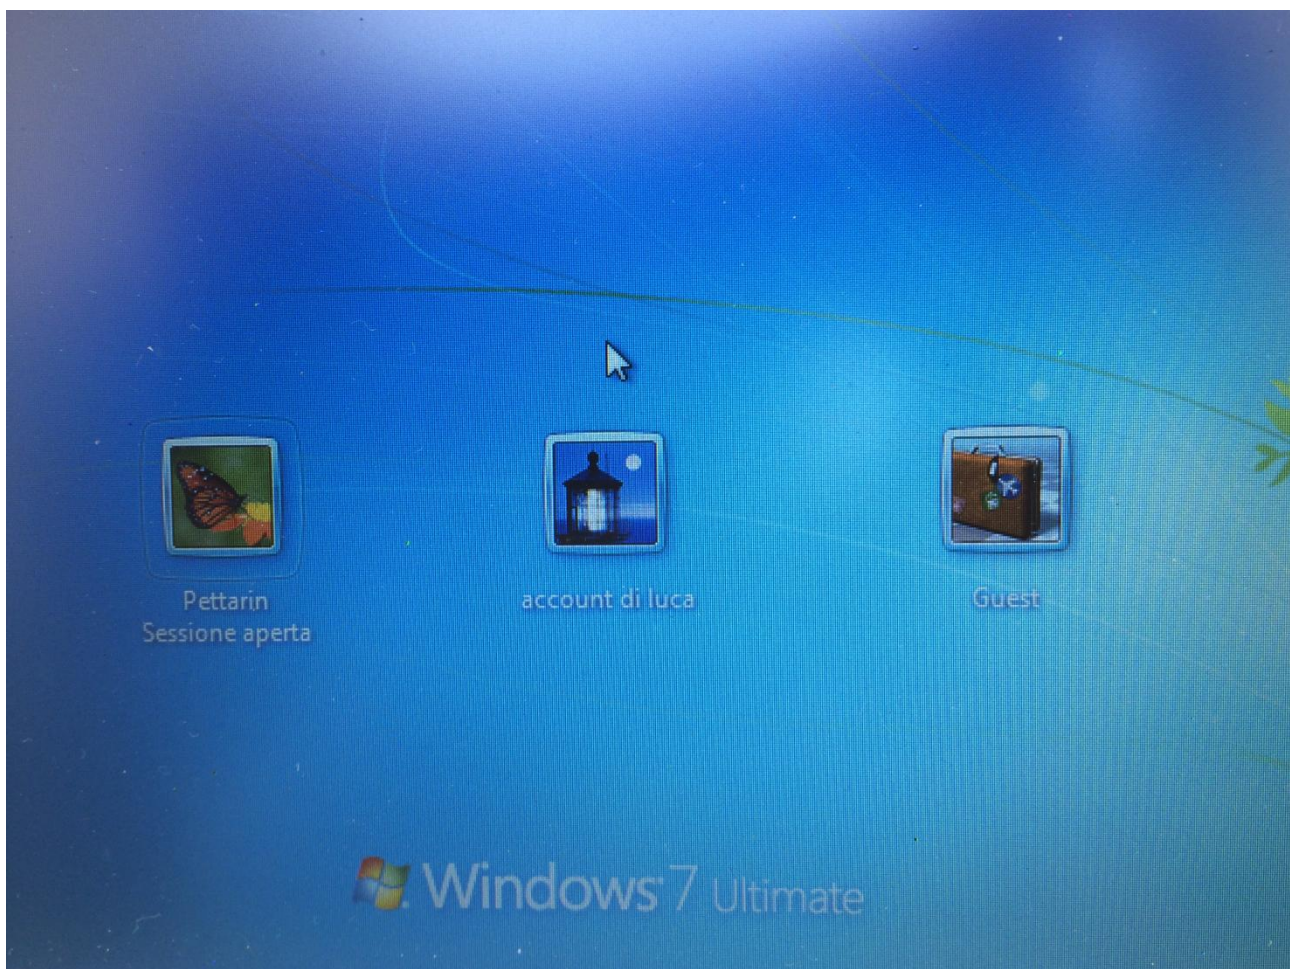 Pettarin
Sessione aperta
account di luca
Guest
Windows 7 Ultimate